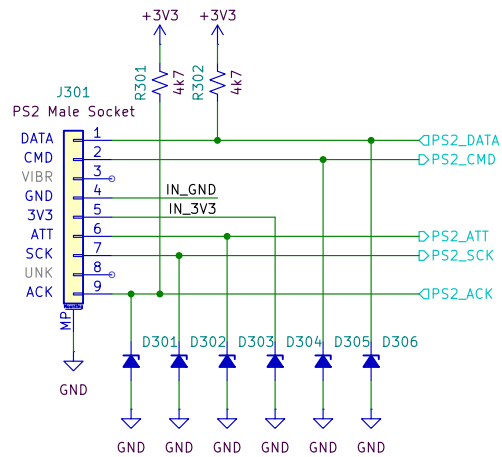 +3V3 +3V3
R301 4k7 R302 4k7
J301
PS2 Male Socket
DATA 1 PS2_DATA
CMD 2 PS2_CMD
VIBR 3
GND 4 IN_GND
3V3 5 IN_3V3
ATT 6 PS2_ATT
SCK 7 PS2_SCK
UNK 8
ACK 9 PS2_ACK
MP
D301 D302 D303 D304 D305 D306
GND
GND GND GND GND GND GND